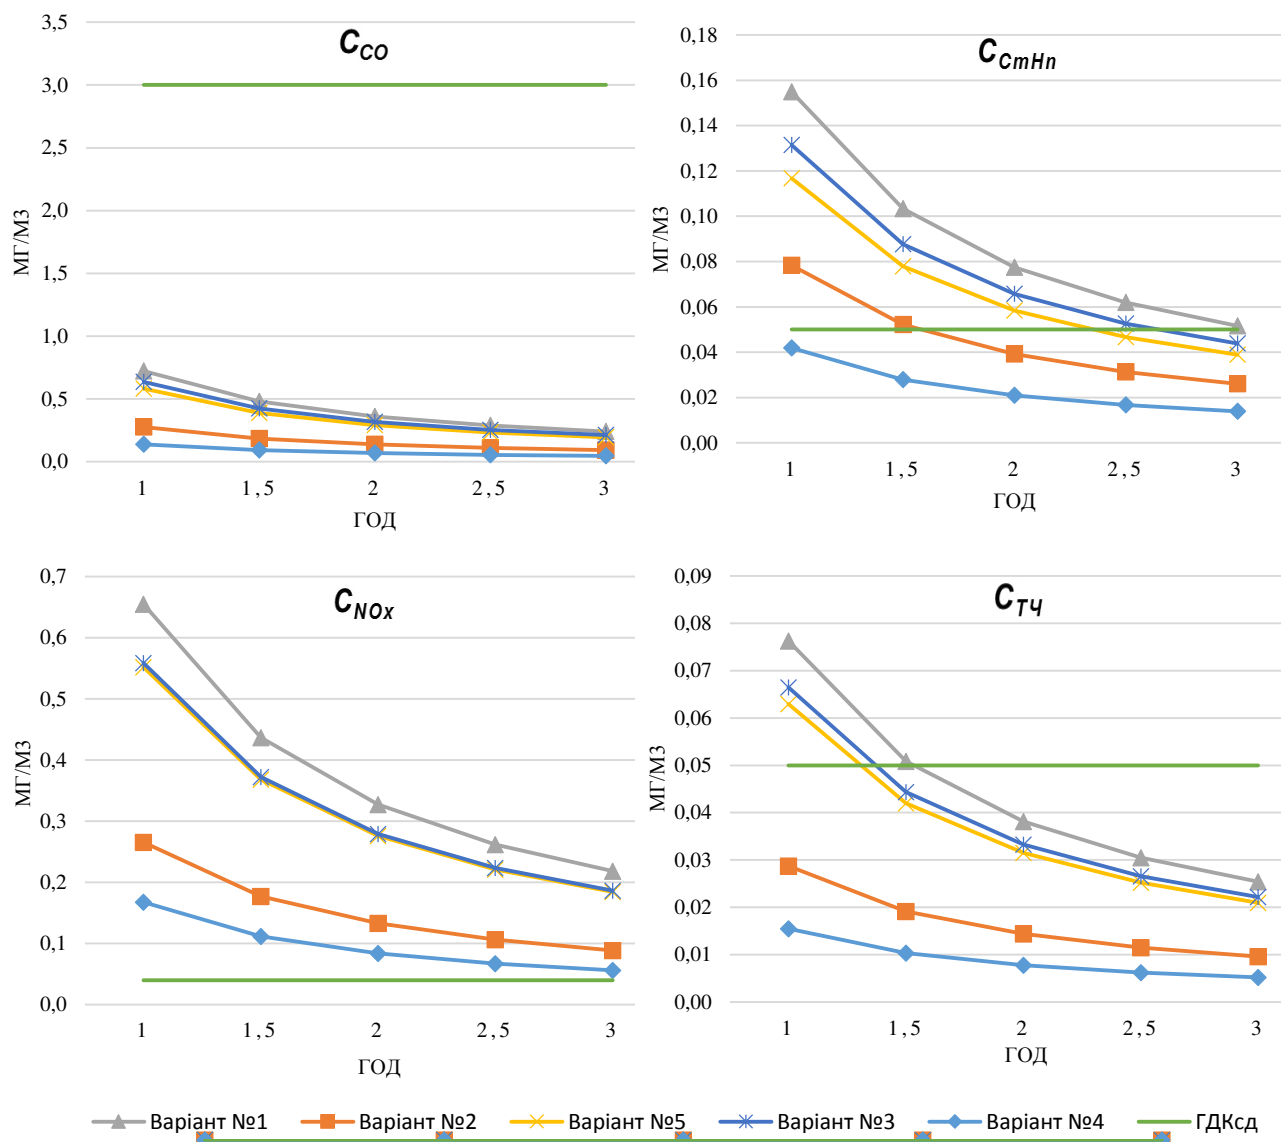 C CO
3,5
3,0
2,5
2,0
1,5
1,0
0,5
0,0
МГ/М3
1 1,5 2 2,5 3
ГОД
C CmHn
0,18
0,16
0,14
0,12
0,10
0,08
0,06
0,04
0,02
0,00
МГ/М3
1 1,5 2 2,5 3
ГОД
C NOx
0,7
0,6
0,5
0,4
0,3
0,2
0,1
0,0
МГ/М3
1 1,5 2 2,5 3
ГОД
C ТЧ
0,09
0,08
0,07
0,06
0,05
0,04
0,03
0,02
0,01
0,00
МГ/М3
1 1,5 2 2,5 3
ГОД
Варіант №1 Варіант №2 Варіант №5 Варіант №3 Варіант №4 ГДКсд